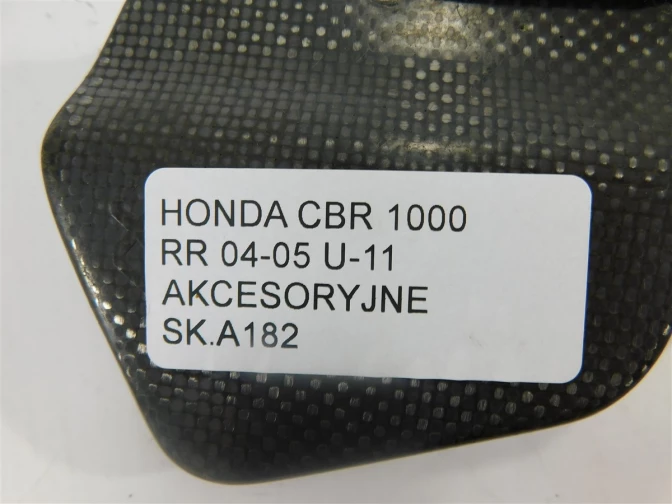 HONDA CBR 1000
RR 04-05 U-11
AKCESORYJNE
SK.A182